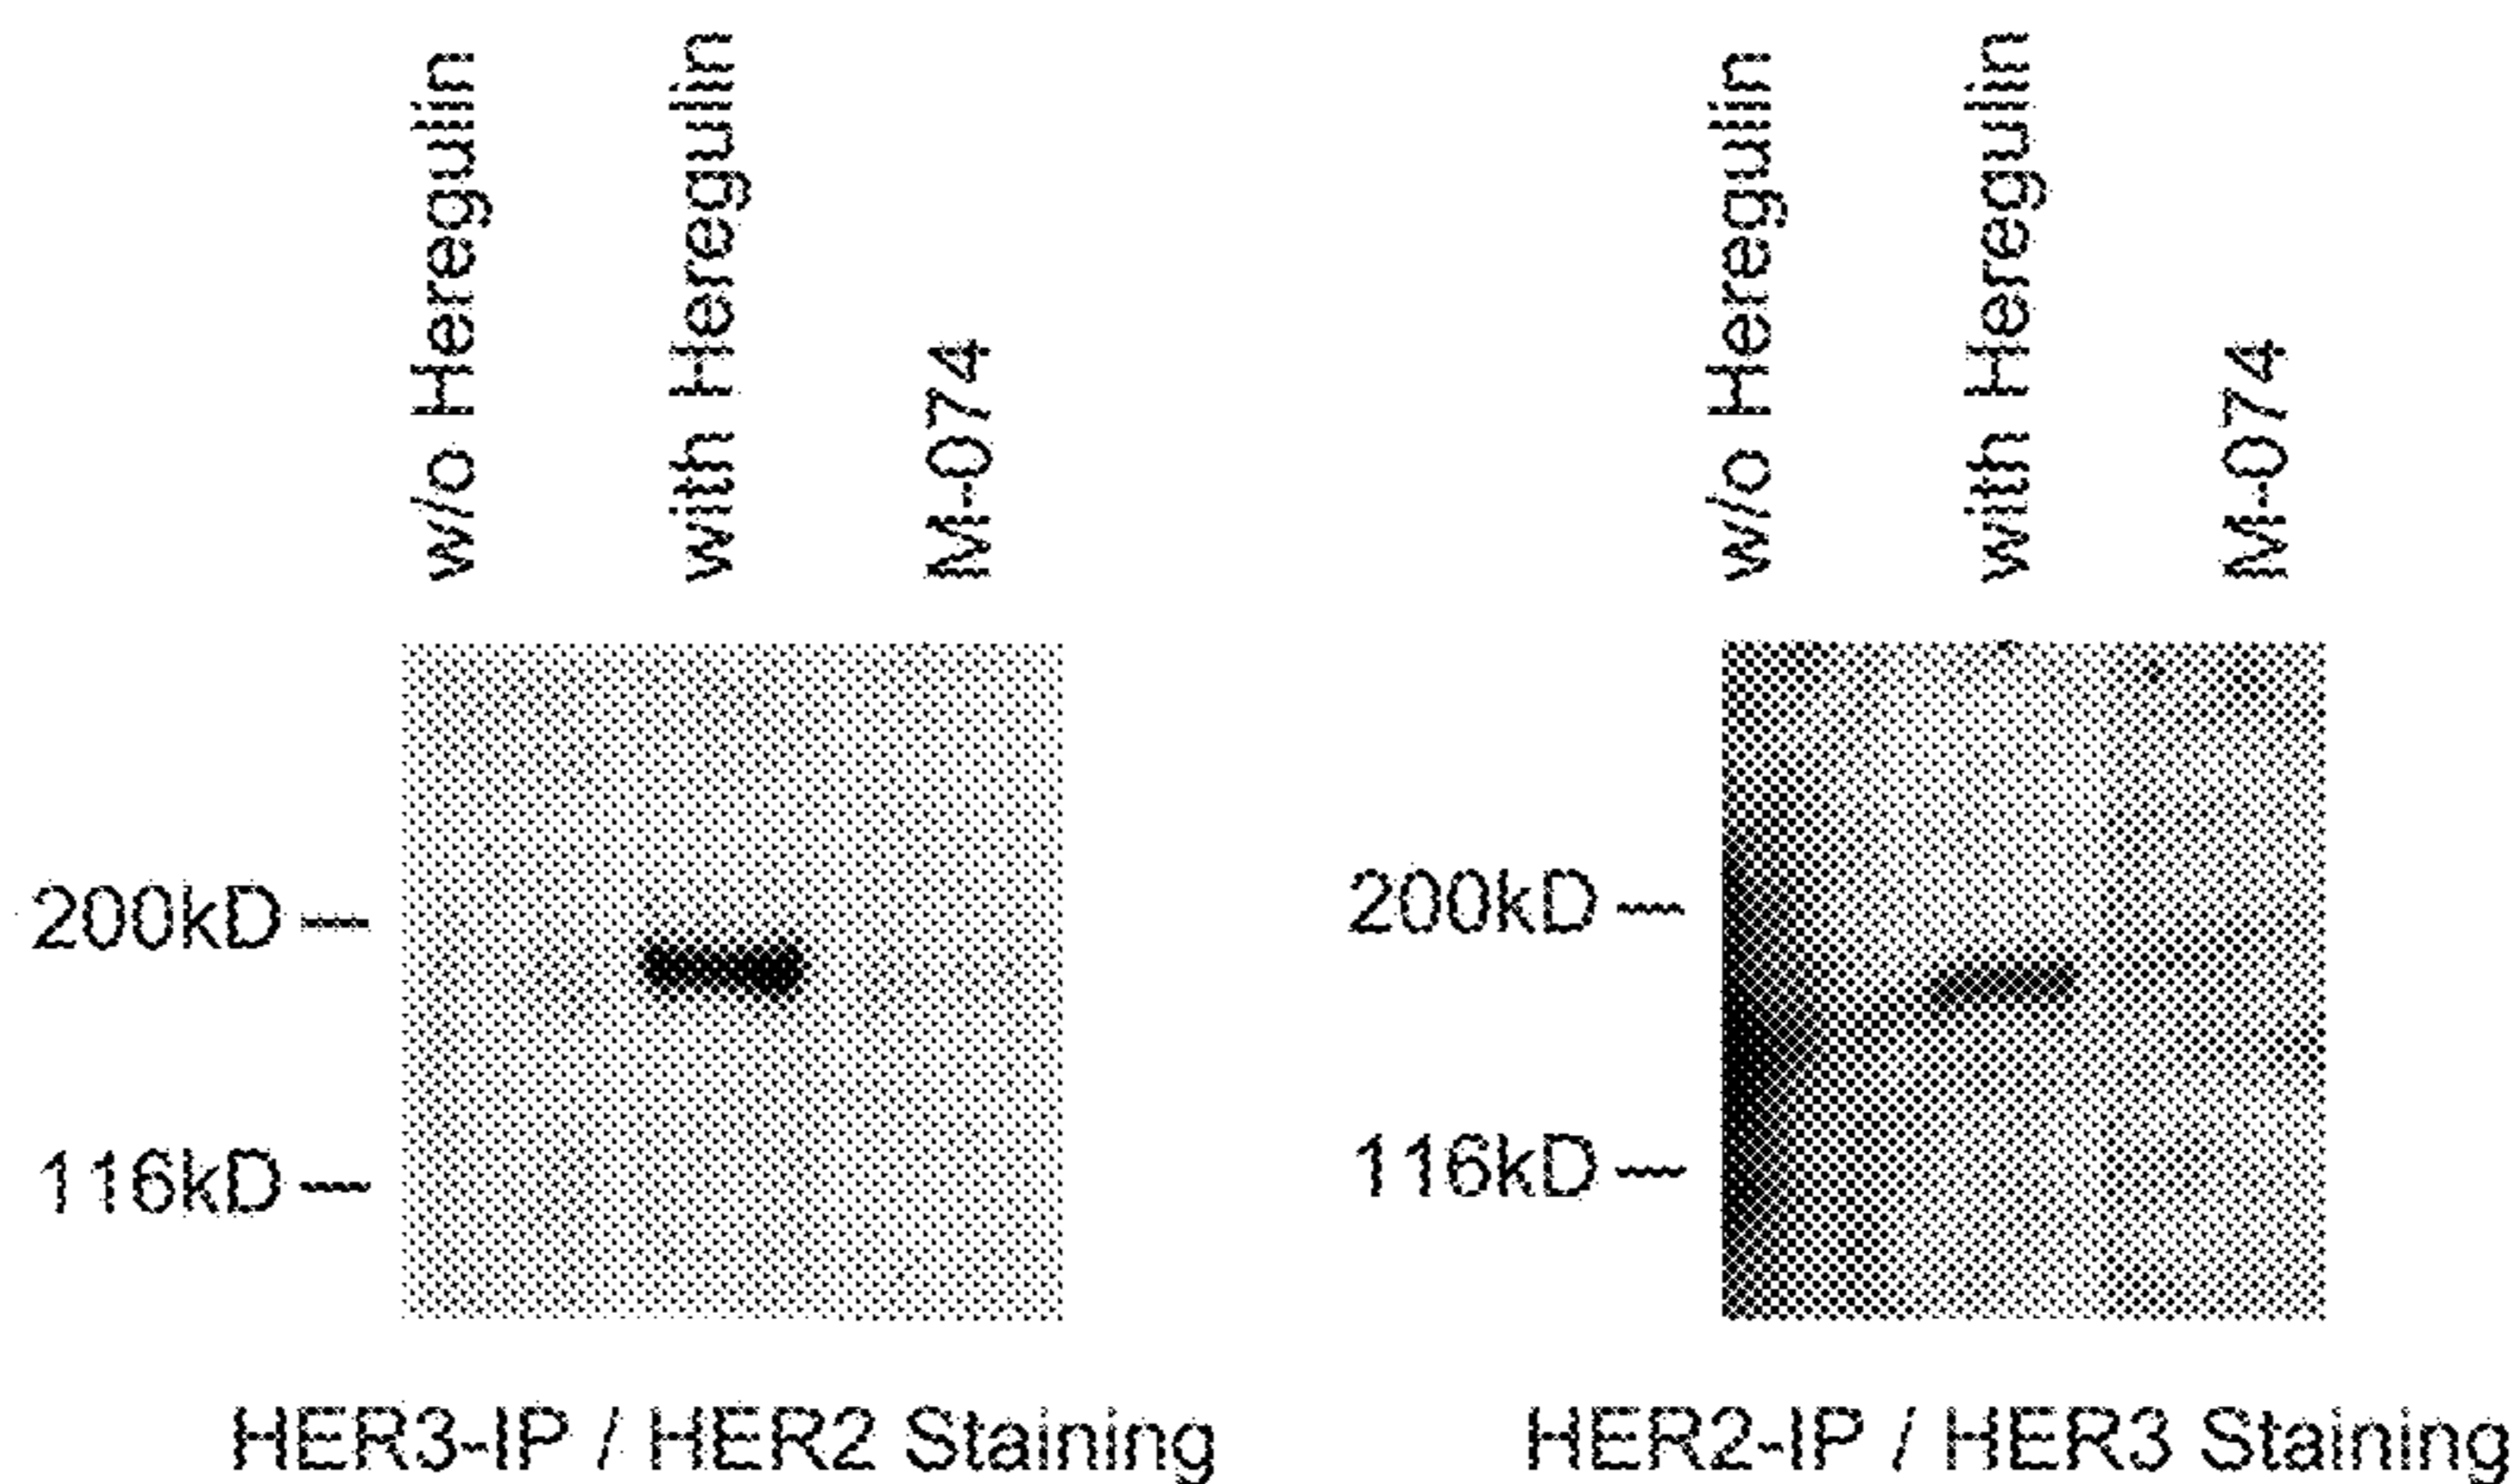 w/o Heregulin
with Heregulin
M-074
200kD
116kD
HER3-IP / HER2 Staining
w/o Heregulin
with Heregulin
M-074
200kD
116kD
HER2-IP / HER3 Staining